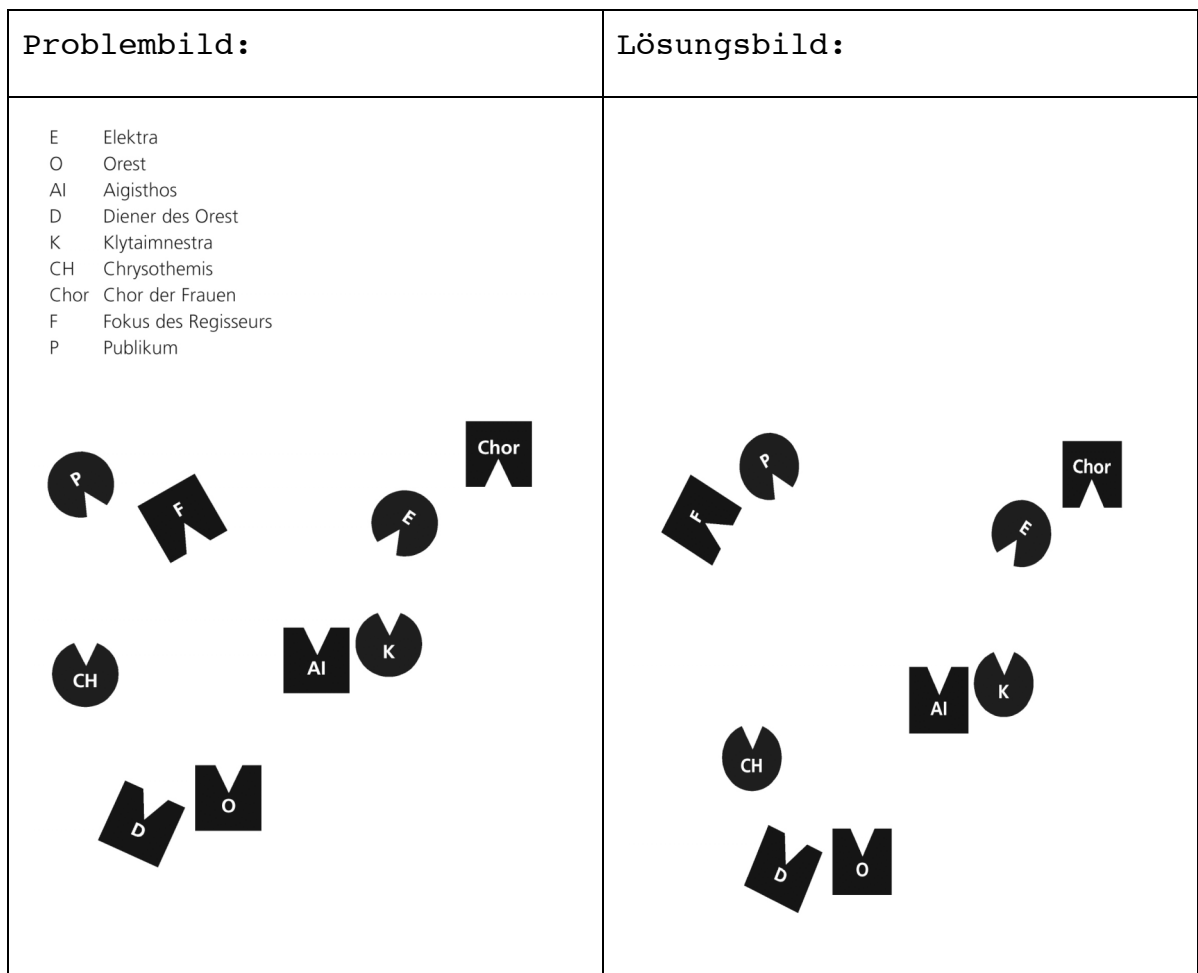 Problembild:
Lösungsbild:
E Elektra
O Orest
AI Aigisthos
D Diener des Orest
K Klytaimnestra
CH Chrysothemis
Chor Chor der Frauen
F Fokus des Regisseurs
P Publikum
Chor
P
F
E
K
AI
CH
O
D
P
Chor
F
E
K
AI
CH
O
D